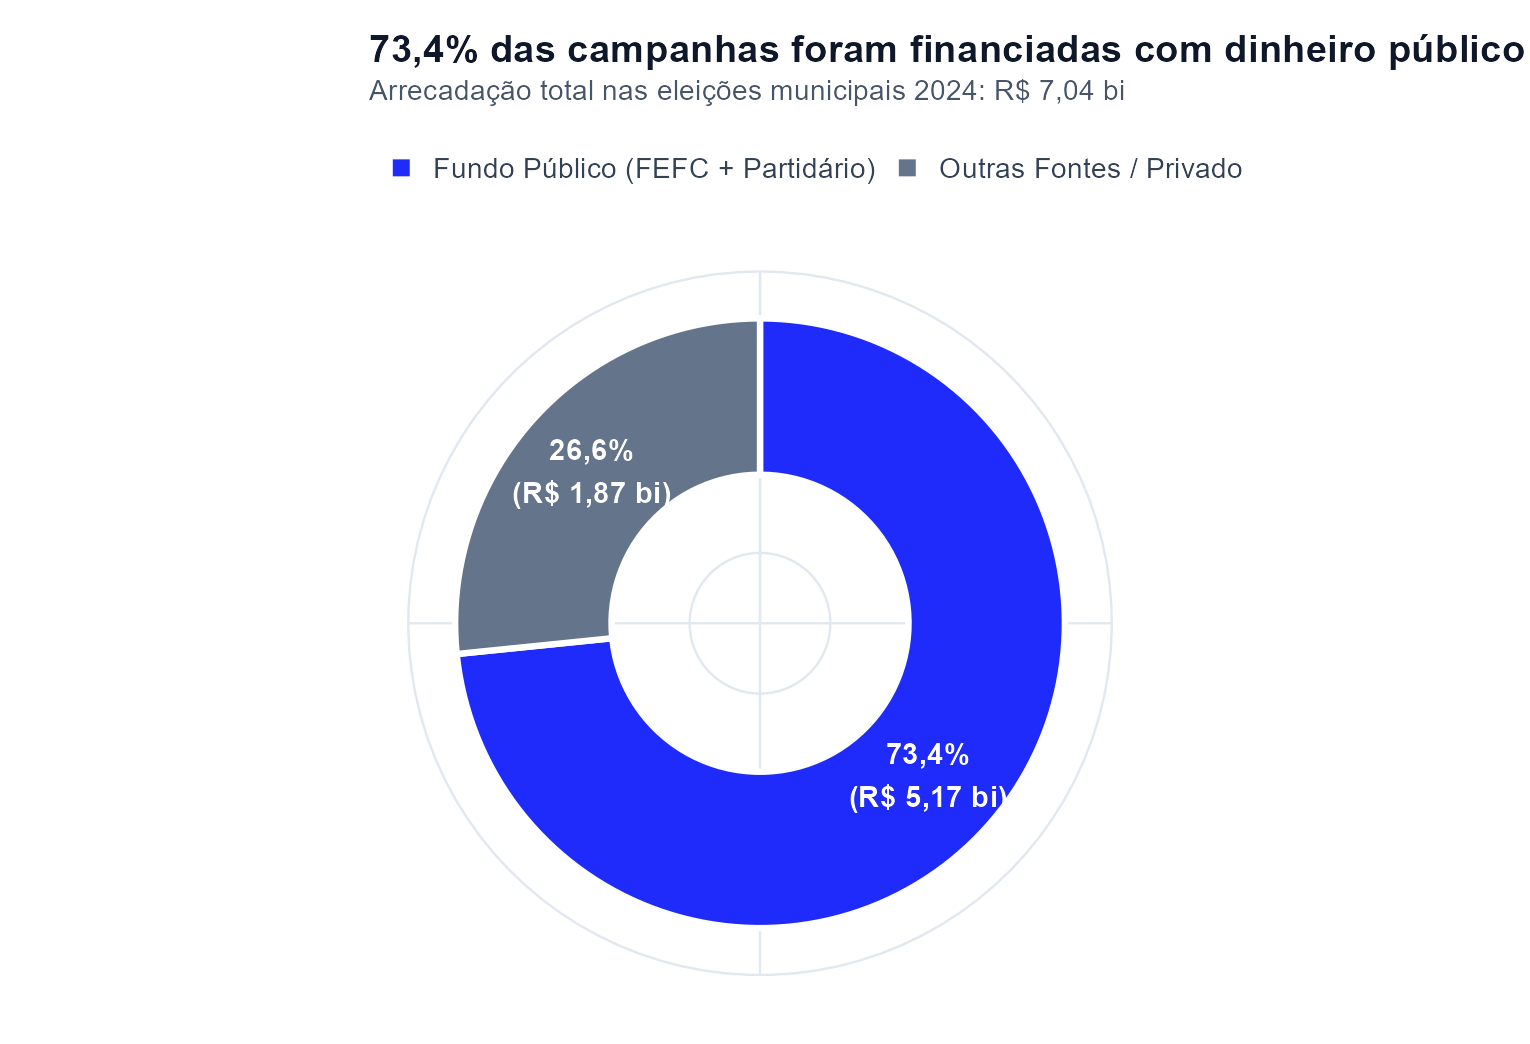 73,4% das campanhas foram financiadas com dinheiro público
Arrecadação total nas eleições municipais 2024: R$ 7,04 bi
Fundo Público (FEFC + Partidário) Outras Fontes / Privado
26,6%
(R$ 1,87 bi)
73,4%
(R$ 5,17 bi)